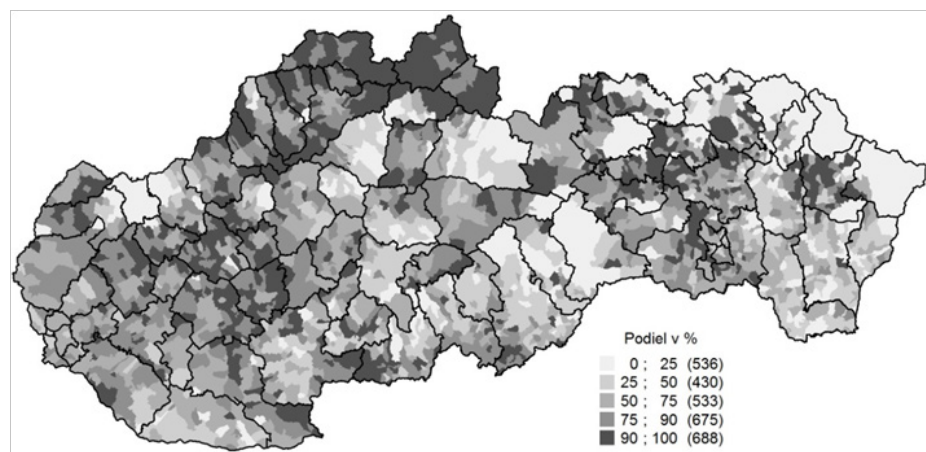 Podiel v %
0 ; 25 (536)
25 ; 50 (430)
50 ; 75 (533)
75 ; 90 (675)
90 ; 100 (688)